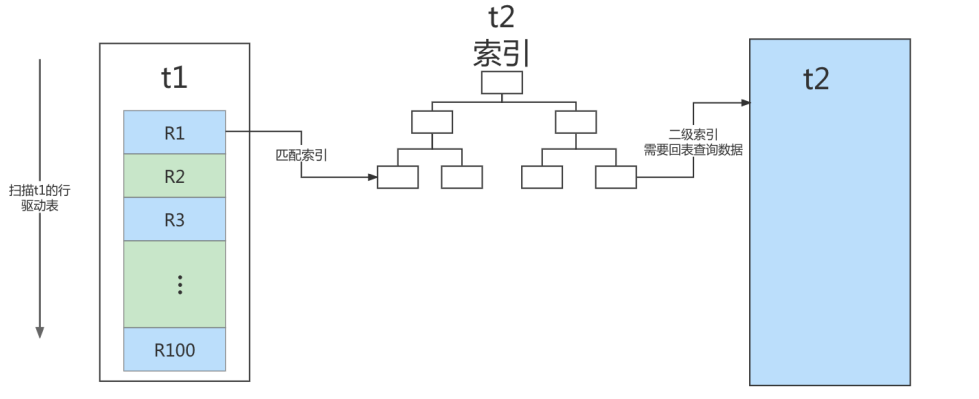 t2
索引
t1
t2
R1
匹配索引
二级索引
需要回表查询数据
R2
扫描t1的行
驱动表
R3
⋮
R100